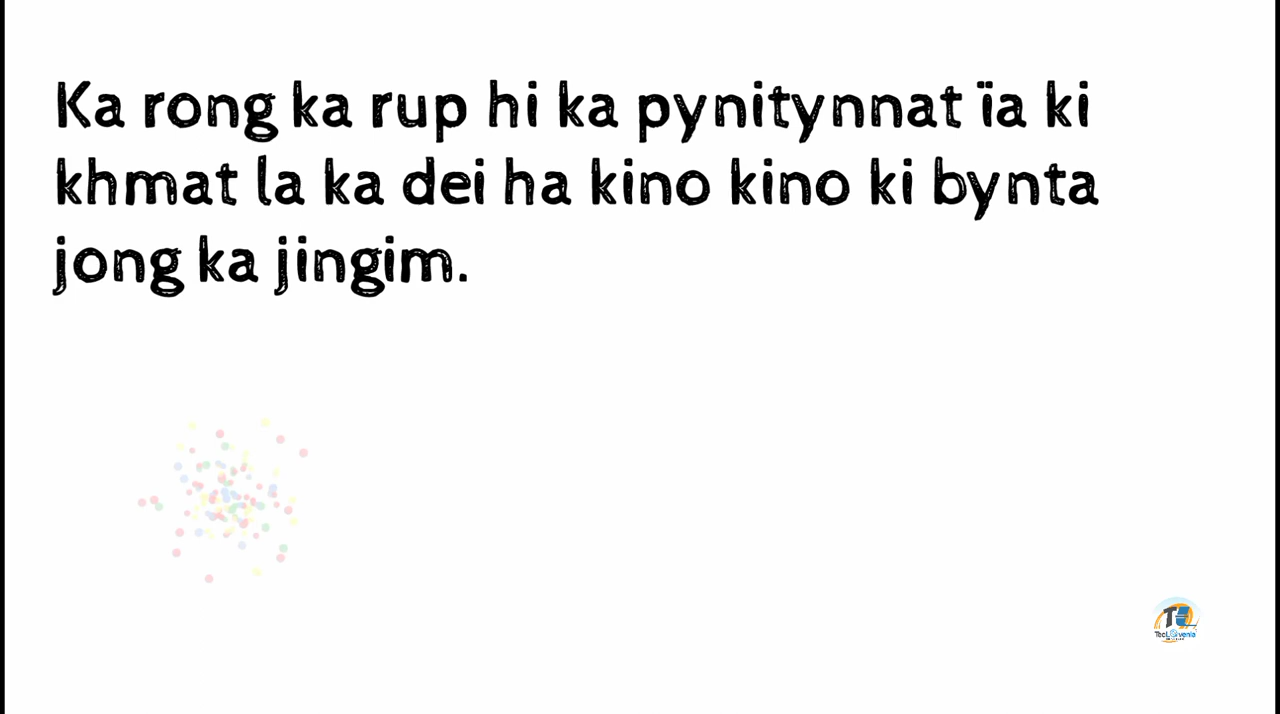 Ka rong ka rup hi ka pynitynnat ïa ki
khmat la ka dei ha kino kino ki bynta
jong ka jingim.